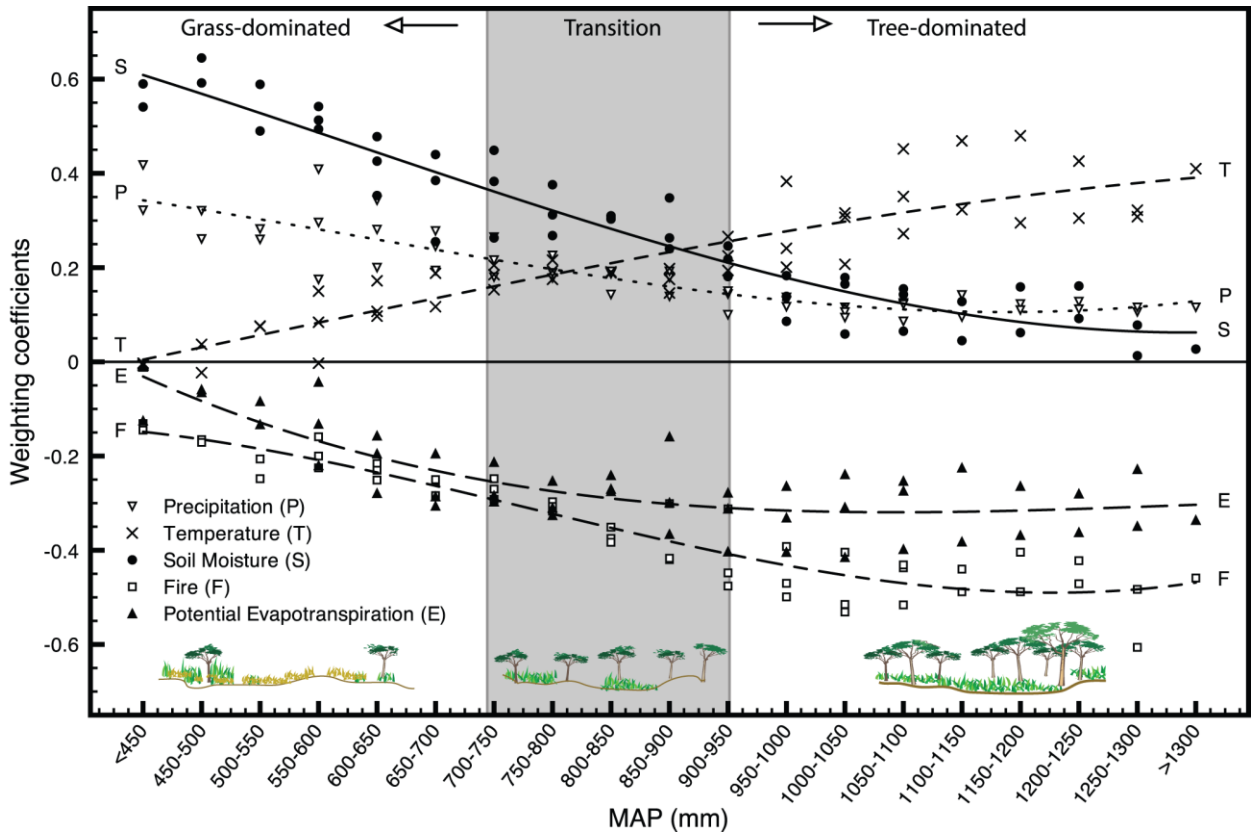 Grass-dominated
Transition
Tree-dominated
Weighting coefficients
0.6
0.4
0.2
0
-0.2
-0.4
-0.6
S
P
T
E
F
T
P
S
E
F
Precipitation (P)
Temperature (T)
Soil Moisture (S)
Fire (F)
Potential Evapotranspiration (E)
<450
450-500
500-550
550-600
600-650
650-700
700-750
750-800
800-850
850-900
900-950
950-1000
1000-1050
1050-1100
1100-1150
1150-1200
1200-1250
1250-1300
>1300
MAP (mm)